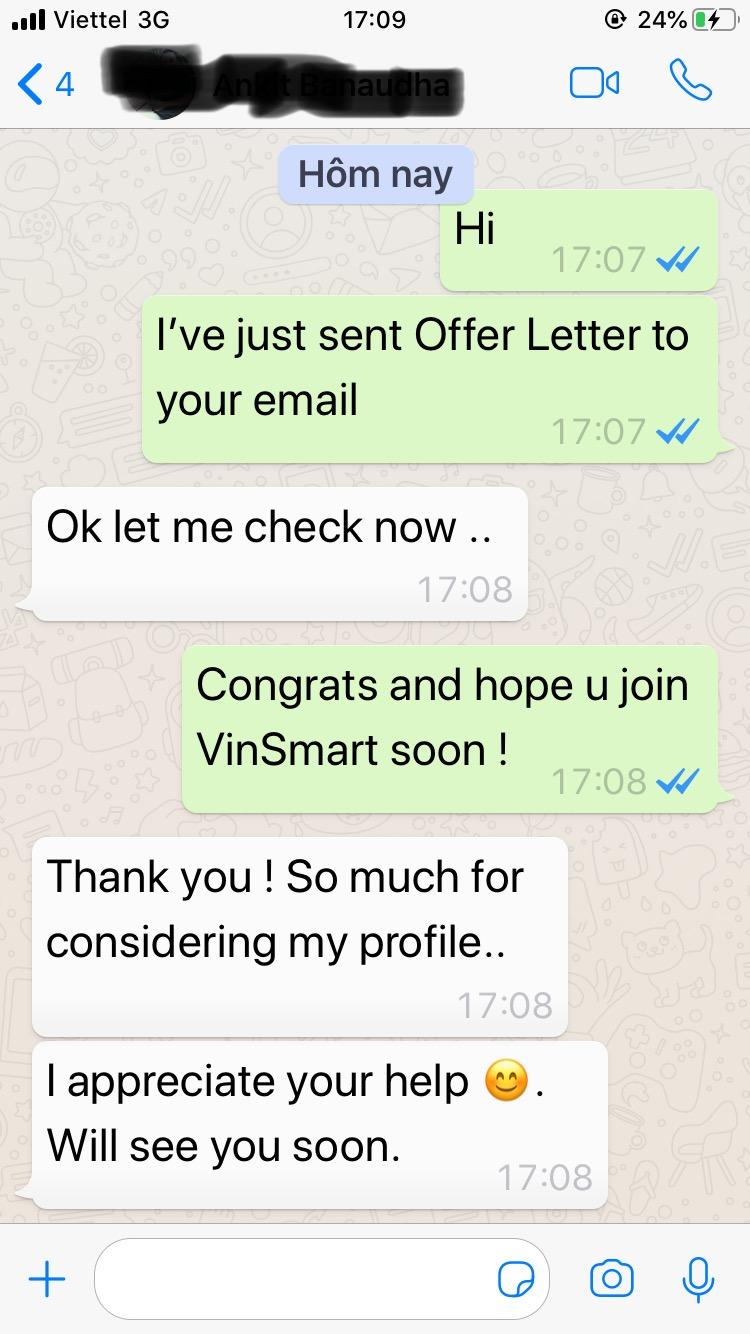 Viettel 3G 17:09 24%
4
Hôm nay
Hi
17:07
I've just sent Offer Letter to
your email
17:07
Ok let me check now ..
17:08
Congrats and hope u join
VinSmart soon !
17:08
Thank you ! So much for
considering my profile..
17:08
I appreciate your help 😊.
Will see you soon.
17:08